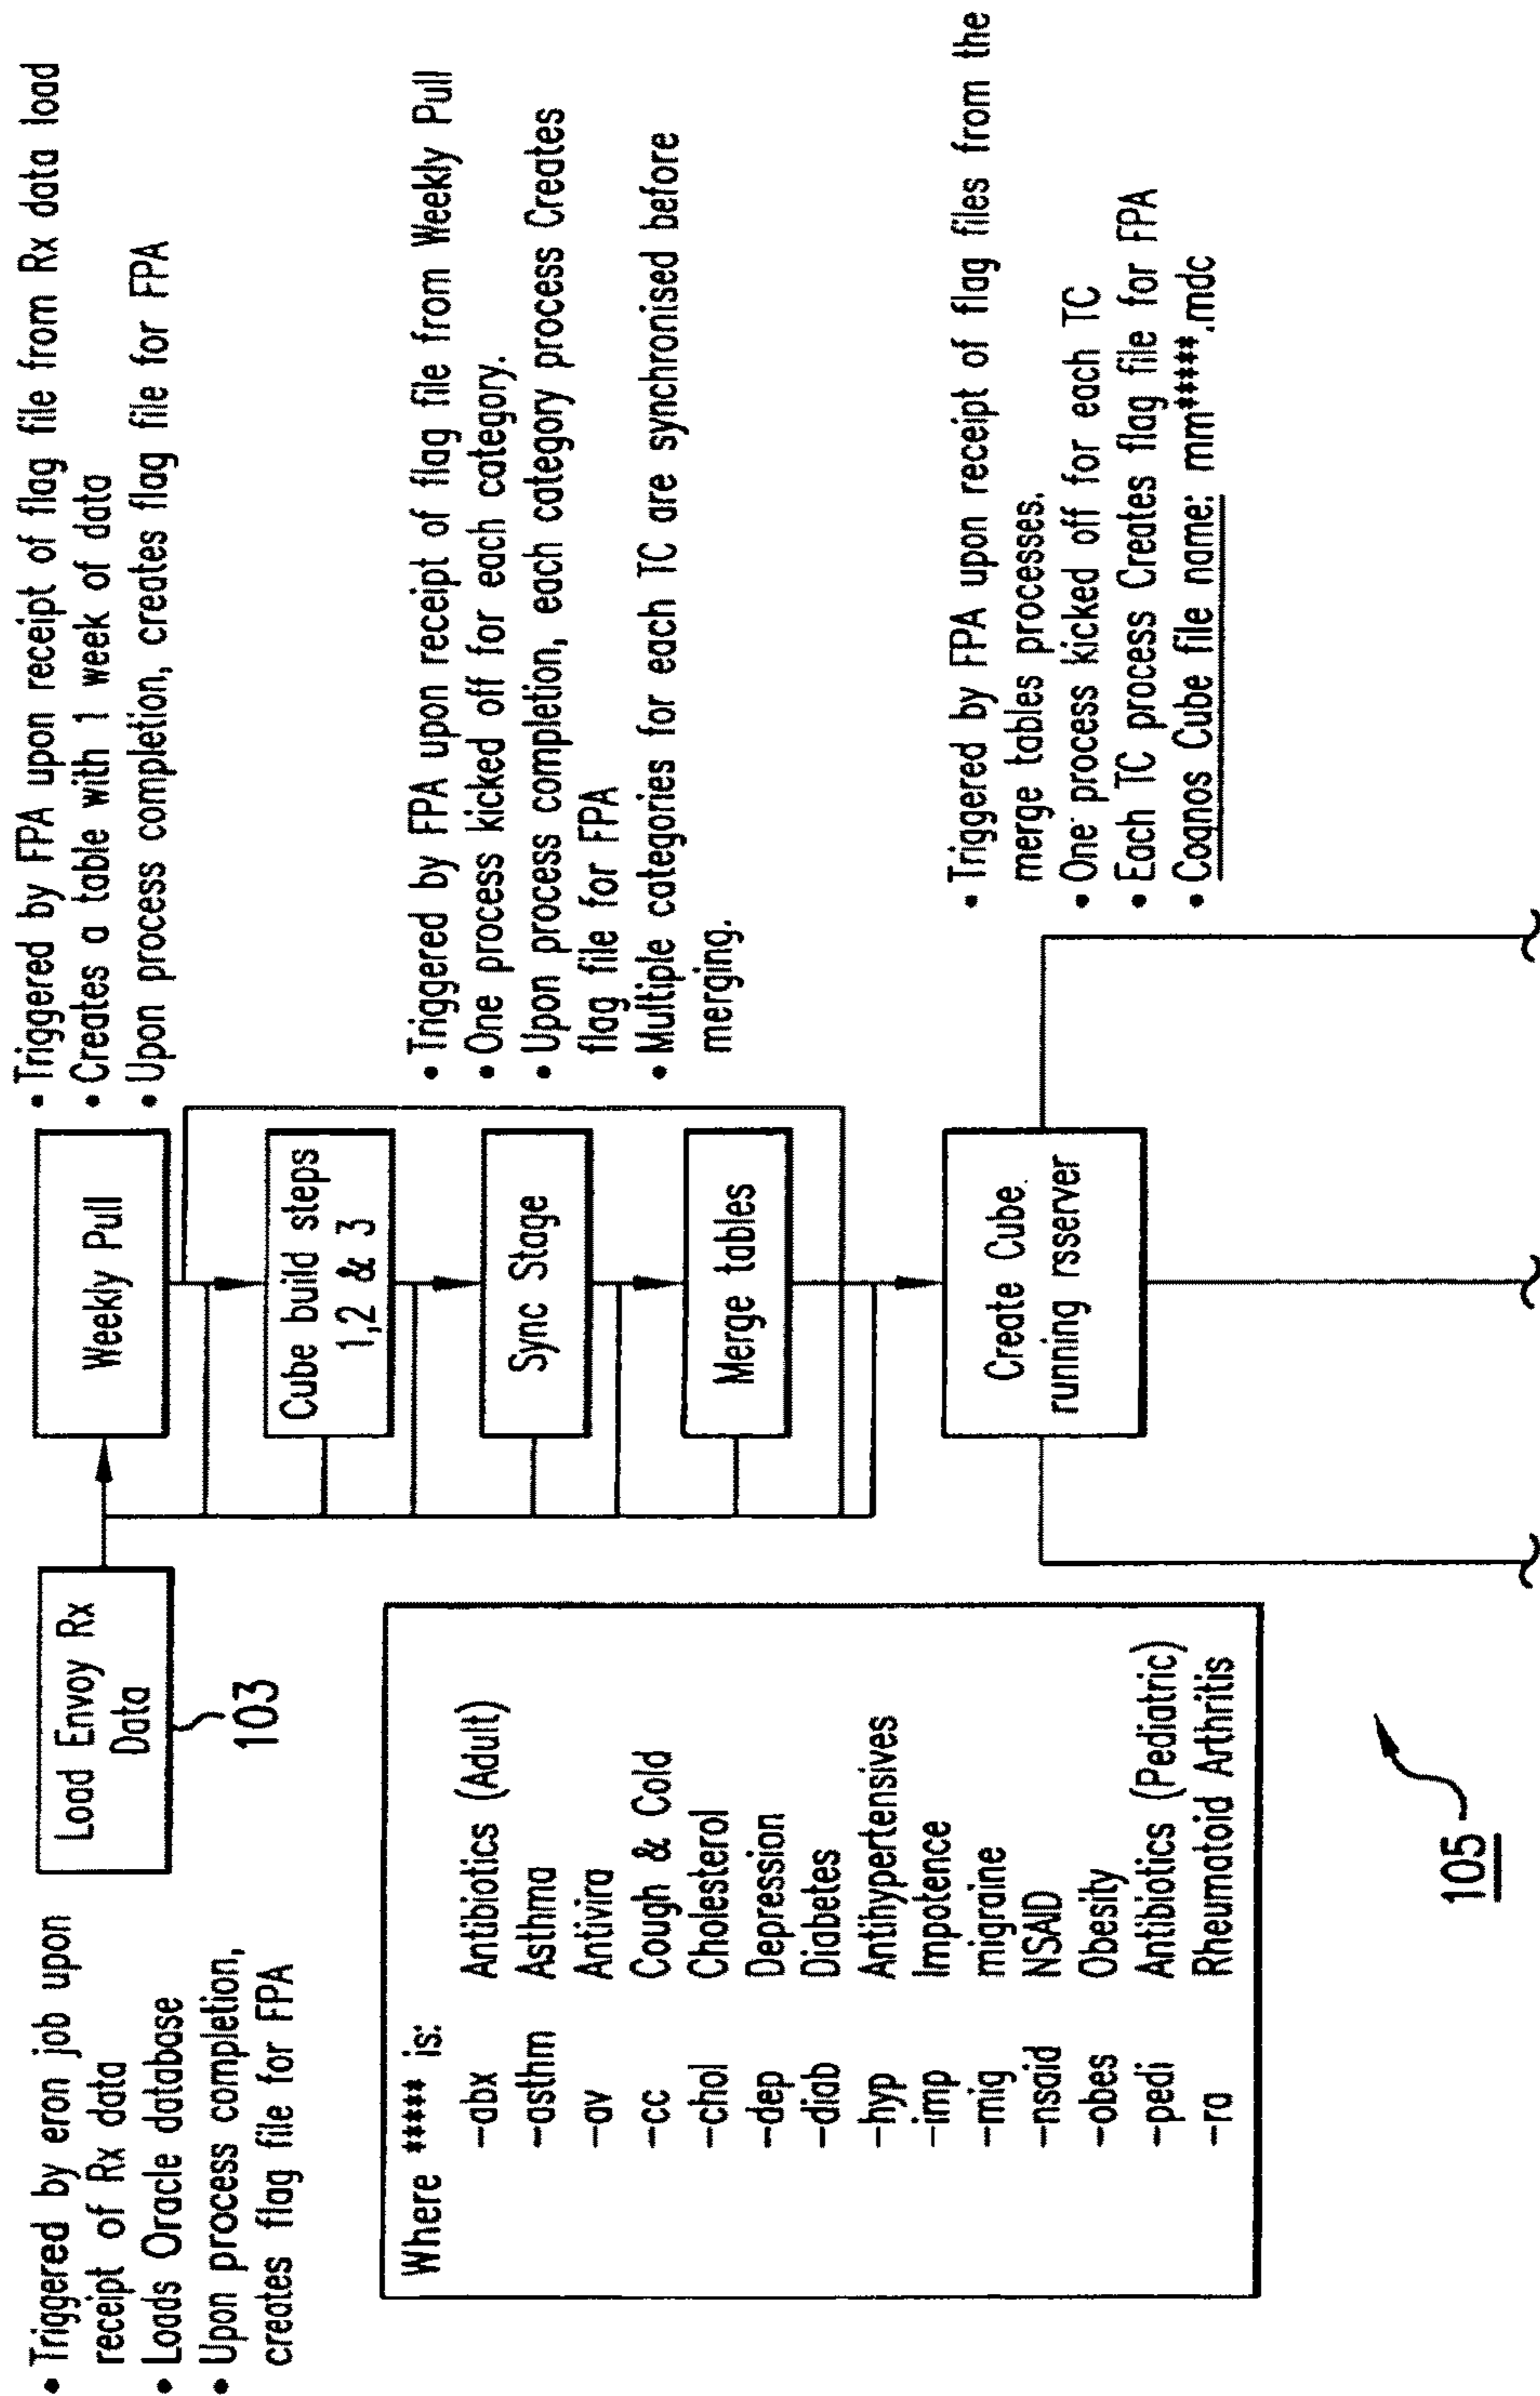 • Triggered by eron job upon
receipt of Rx data
• Loads Oracle database
• Upon process completion,
creates flag file for FPA
Load Envoy Rx
Data
103
Weekly Pull
• Triggered by FPA upon receipt of flag file from Rx data load
• Creates a table with 1 week of data
• Upon process completion, creates flag file for FPA
Cube build steps
1,2 & 3
Sync Stage
Merge tables
• Triggered by FPA upon receipt of flag file from Weekly Pull
• One process kicked off for each category.
• Upon process completion, each category process Creates
flag file for FPA
• Multiple categories for each TC are synchronised before
merging.
Where ***** is:
–abx Antibiotics (Adult)
–asthm Asthma
–av Antivira
–cc Cough & Cold
–chol Cholesterol
–dep Depression
–diab Diabetes
–hyp Antihypertensives
–imp Impotence
–mig migraine
–nsaid NSAID
–obes Obesity
–pedi Antibiotics (Pediatric)
–ra Rheumatoid Arthritis
Create Cube
running rsserver
• Triggered by FPA upon receipt of flag files from the
merge tables processes.
• One process kicked off for each TC
• Each TC process Creates flag file for FPA
• Cognos Cube file name: mm*****.mdc
105